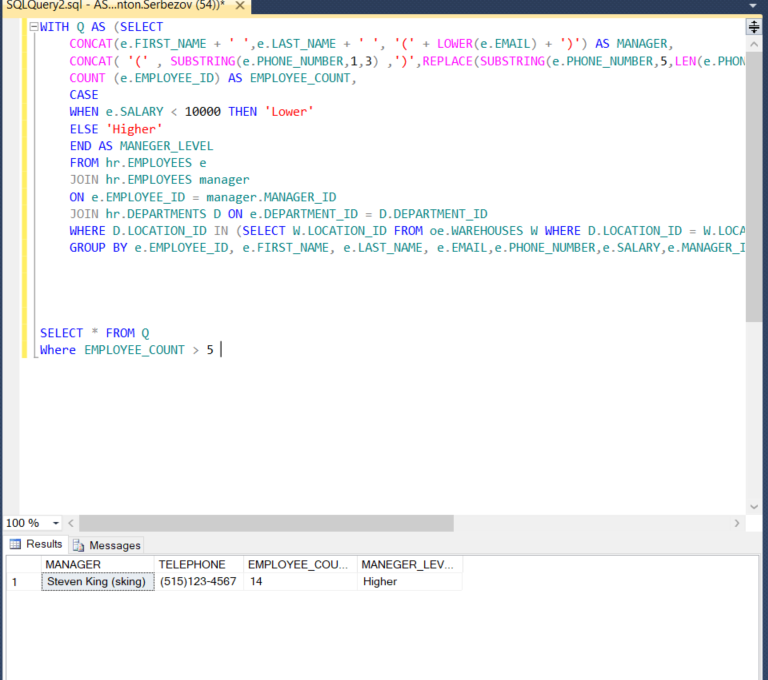 SQLQuery2.sql - AS...nton.Serbezov (54))* ×
WITH Q AS (SELECT
CONCAT(e.FIRST_NAME + ' ',e.LAST_NAME + ' ', '(' + LOWER(e.EMAIL) + ')') AS MANAGER,
CONCAT( '(' , SUBSTRING(e.PHONE_NUMBER,1,3) ,')',REPLACE(SUBSTRING(e.PHONE_NUMBER,5,LEN(e.PHON
COUNT (e.EMPLOYEE_ID) AS EMPLOYEE_COUNT,
CASE
WHEN e.SALARY < 10000 THEN 'Lower'
ELSE 'Higher'
END AS MANEGER_LEVEL
FROM hr.EMPLOYEES e
JOIN hr.EMPLOYEES manager
ON e.EMPLOYEE_ID = manager.MANAGER_ID
JOIN hr.DEPARTMENTS D ON e.DEPARTMENT_ID = D.DEPARTMENT_ID
WHERE D.LOCATION_ID IN (SELECT W.LOCATION_ID FROM oe.WAREHOUSES W WHERE D.LOCATION_ID = W.LOCA
GROUP BY e.EMPLOYEE_ID, e.FIRST_NAME, e.LAST_NAME, e.EMAIL,e.PHONE_NUMBER,e.SALARY,e.MANAGER_I
SELECT * FROM Q
Where EMPLOYEE_COUNT > 5
100 %
Results Messages
MANAGER TELEPHONE EMPLOYEE_COU... MANEGER_LEV...
1 Steven King (sking) (515)123-4567 14 Higher